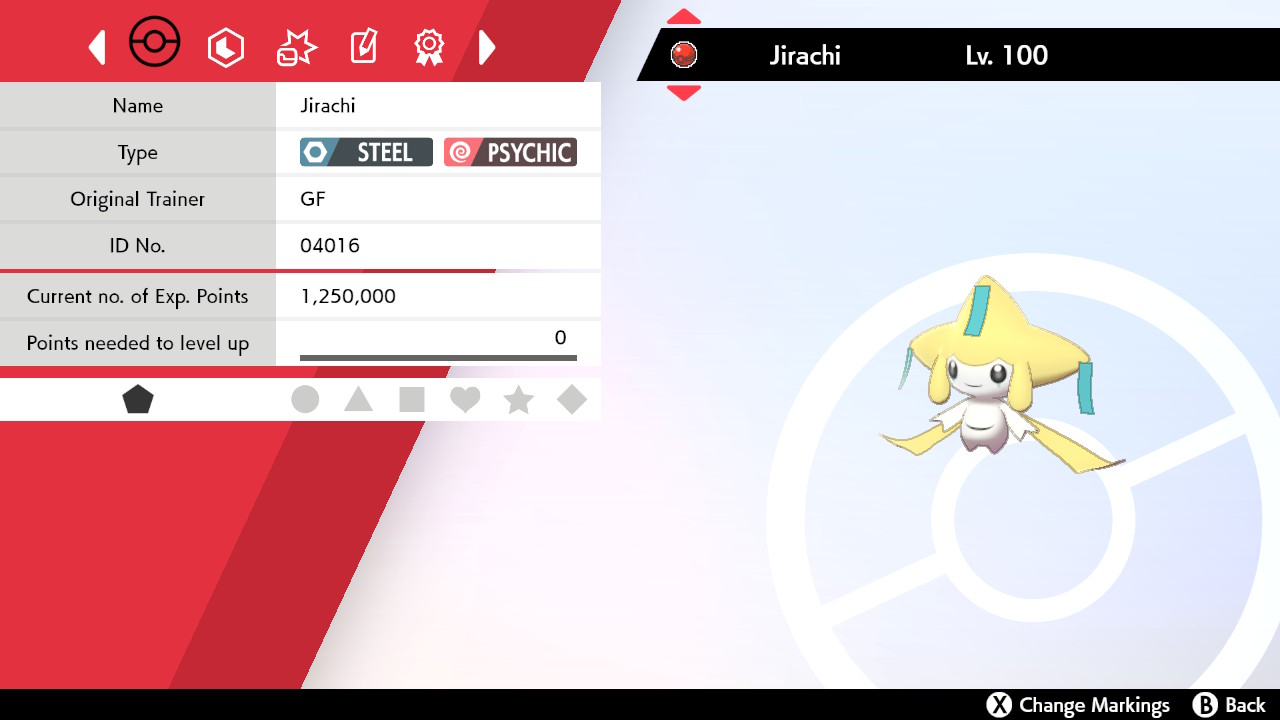 Jirachi Lv. 100
Name Jirachi
Type STEEL PSYCHIC
Original Trainer GF
ID No. 04016
Current no. of Exp. Points 1,250,000
Points needed to level up 0
X Change Markings B Back